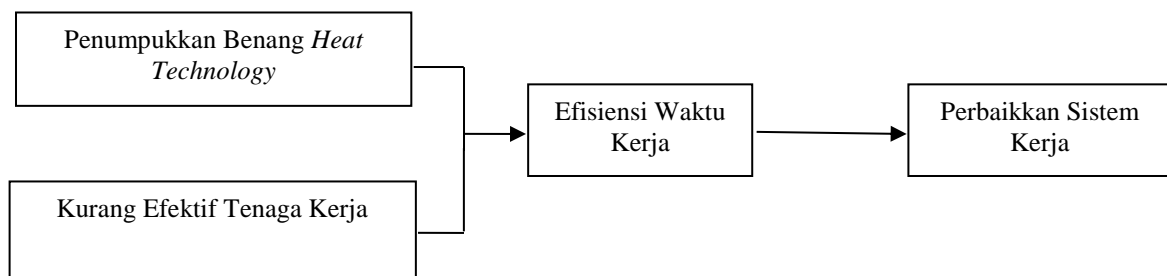 Penumpukkan Benang Heat
Technology
Kurang Efektif Tenaga Kerja
Efisiensi Waktu
Kerja
Perbaikkan Sistem
Kerja